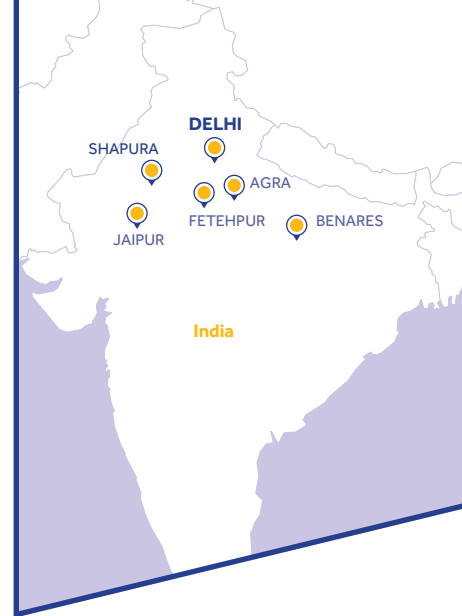 DELHI
SHAPURA
AGRA
FETEHPUR
BENARES
JAIPUR
India